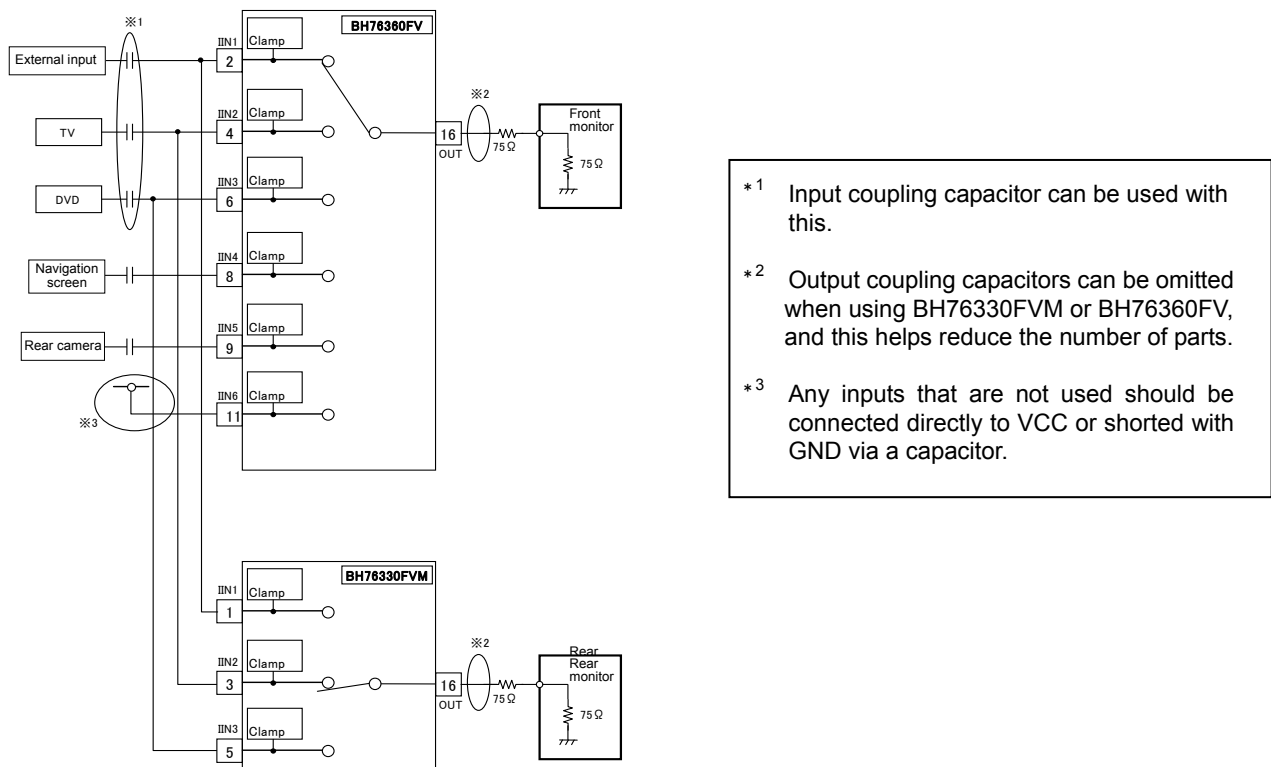 ※1
BH76360FV
External input
IIN1
2
Clamp
TV
IIN2
4
Clamp
DVD
IIN3
6
Clamp
Navigation
screen
IIN4
8
Clamp
Rear camera
IIN5
9
Clamp
※3
IIN6
11
Clamp
16
OUT
※2
75Ω
Front
monitor
75Ω
BH76330FVM
IIN1
1
Clamp
IIN2
3
Clamp
IIN3
5
Clamp
16
OUT
※2
75Ω
Rear
Rear
monitor
75Ω
*1 Input coupling capacitor can be used with
this.
*2 Output coupling capacitors can be omitted
when using BH76330FVM or BH76360FV,
and this helps reduce the number of parts.
*3 Any inputs that are not used should be
connected directly to VCC or shorted with
GND via a capacitor.